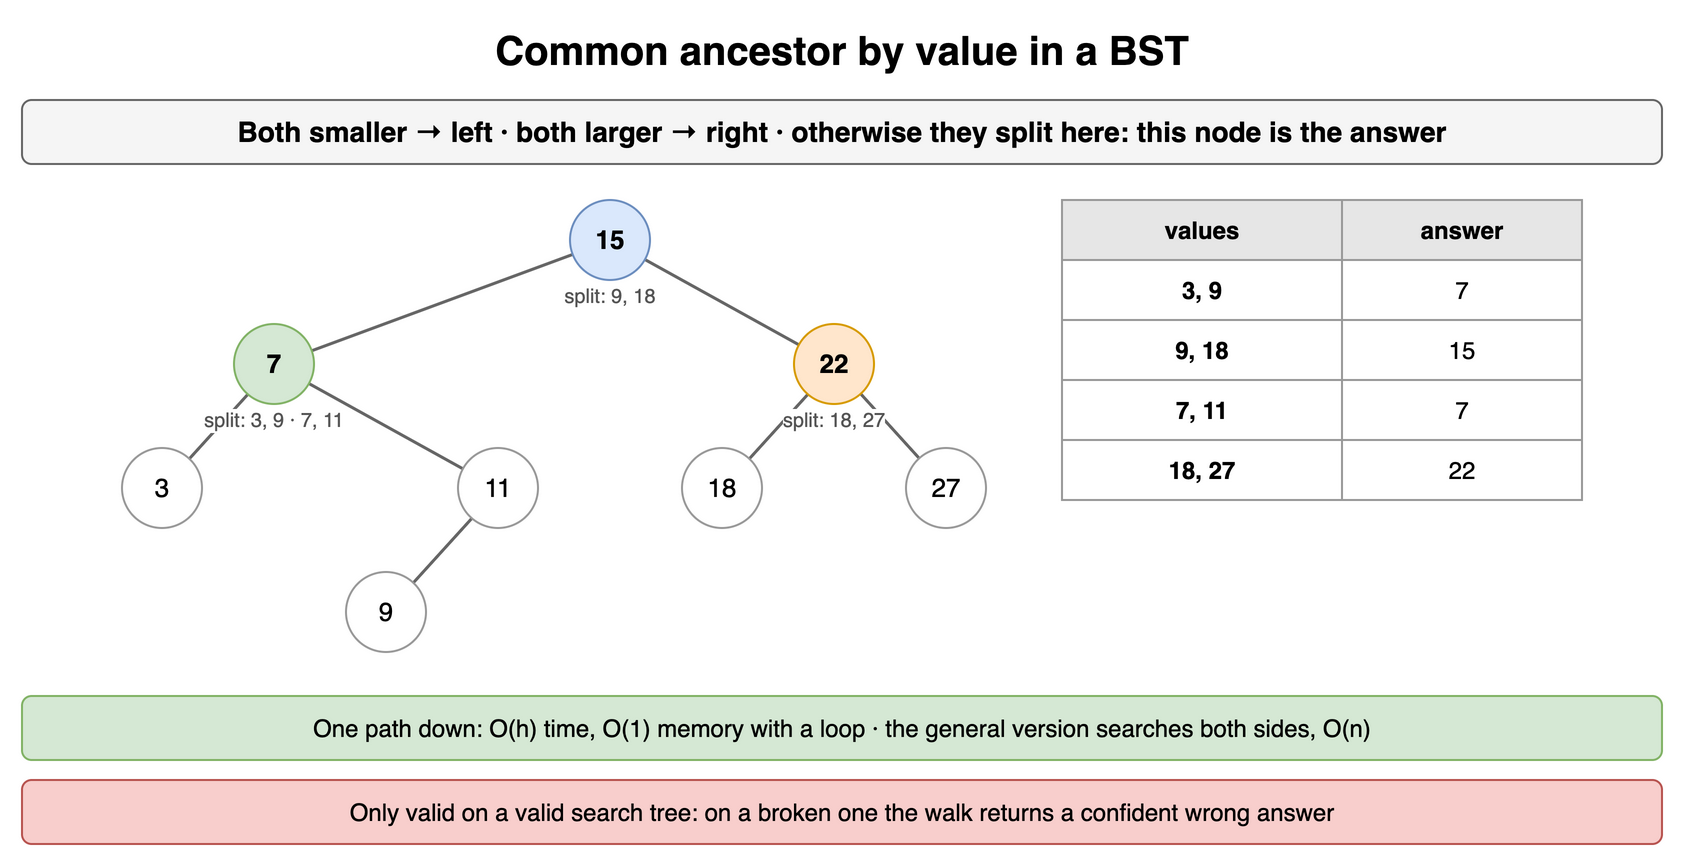 Common ancestor by value in a BST
Both smaller → left · both larger → right · otherwise they split here: this node is the answer
15
split: 9, 18
7
22
split: 3, 9 · 7, 11
split: 18, 27
3
11
18
27
9
values answer
3, 9 7
9, 18 15
7, 11 7
18, 27 22
One path down: O(h) time, O(1) memory with a loop · the general version searches both sides, O(n)
Only valid on a valid search tree: on a broken one the walk returns a confident wrong answer